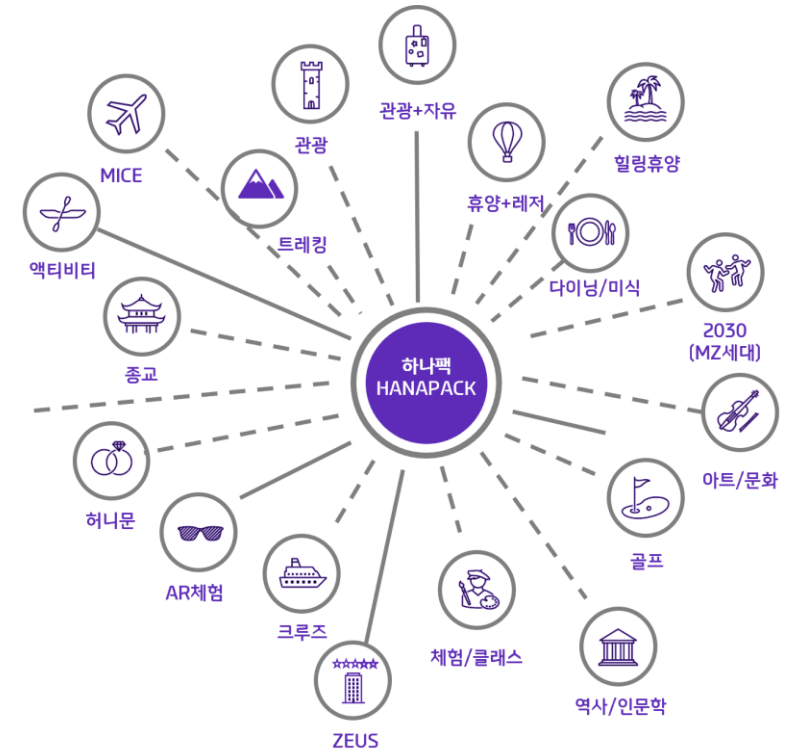 관광+자유
관광
휴양+레저
힐링휴양
MICE
트레킹
액티비티
다이닝/미식
2030
(MZ세대)
종교
하나팩
HANAPACK
아트/문화
허니문
골프
AR체험
크루즈
체험/클래스
역사/인문학
ZEUS